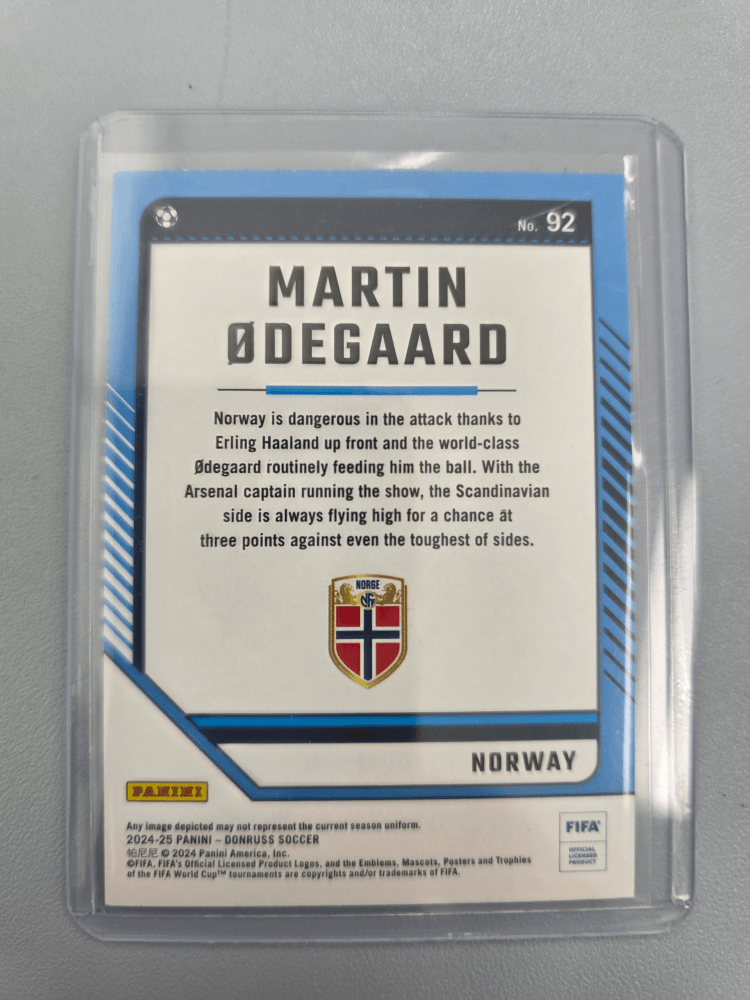 No. 92
MARTIN
ØDEGAARD
Norway is dangerous in the attack thanks to
Erling Haaland up front and the world-class
Ødegaard routinely feeding him the ball. With the
Arsenal captain running the show, the Scandinavian
side is always flying high for a chance at
three points against even the toughest of sides.
NORGE
NFF
NORWAY
PANINI
Any image depicted may not represent the current season uniform.
2024-25 PANINI – DONRUSS SOCCER
帕尼尼 © 2024 Panini America, Inc.
©FIFA, FIFA's Official Licensed Product Logos, and the Emblems, Mascots, Posters and Trophies
of the FIFA World Cup™ tournaments are copyrights and/or trademarks of FIFA.
FIFA®
OFFICIAL
LICENSED
PRODUCT